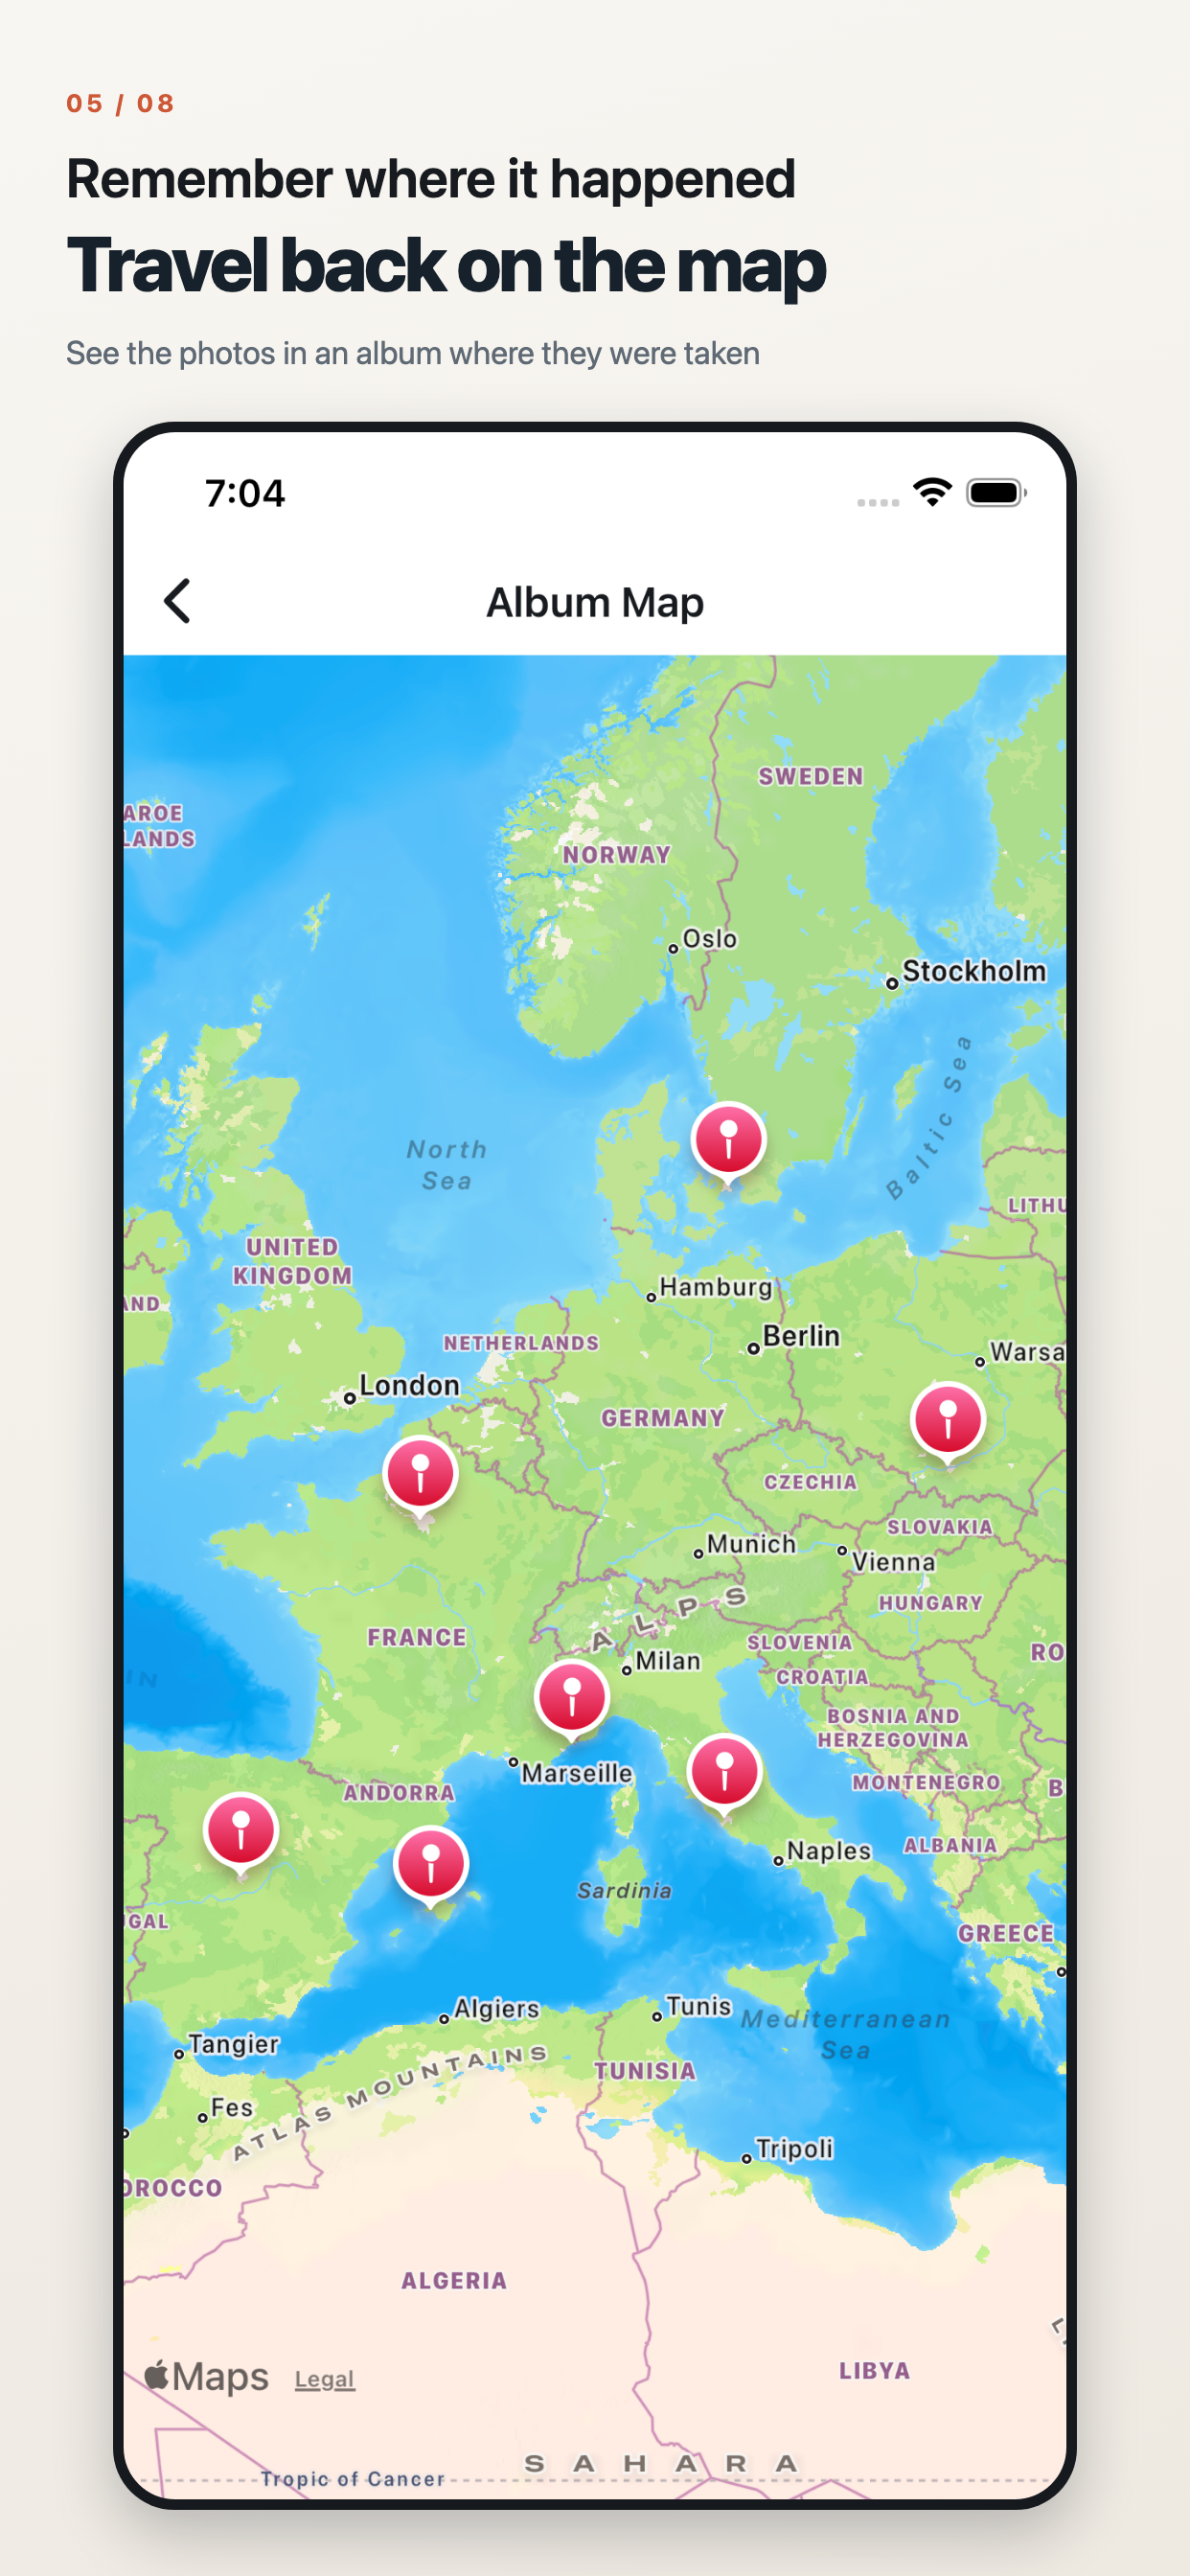 05 / 08
Remember where it happened
Travel back on the map
See the photos in an album where they were taken
7:04
Album Map
SWEDEN
AROE
LANDS
NORWAY
Oslo
Stockholm
Baltic Sea
North
Sea
LITHU
UNITED
KINGDOM
AND
Hamburg
Berlin
NETHERLANDS
Warsa
London
GERMANY
CZECHIA
SLOVAKIA
Munich
Vienna
HUNGARY
ALPS
FRANCE
SLOVENIA
RO
Milan
CROATIA
IN
BOSNIA AND
HERZEGOVINA
Marseille
MONTENEGRO
B
ANDORRA
ALBANIA
Naples
Sardinia
GAL
GREECE
Algiers
Tunis
Mediterranean
Sea
Tangier
ATLAS MOUNTAINS
TUNISIA
Fes
Tripoli
OROCCO
ALGERIA
LIBYA
Maps
Legal
SAHARA
Tropic of Cancer